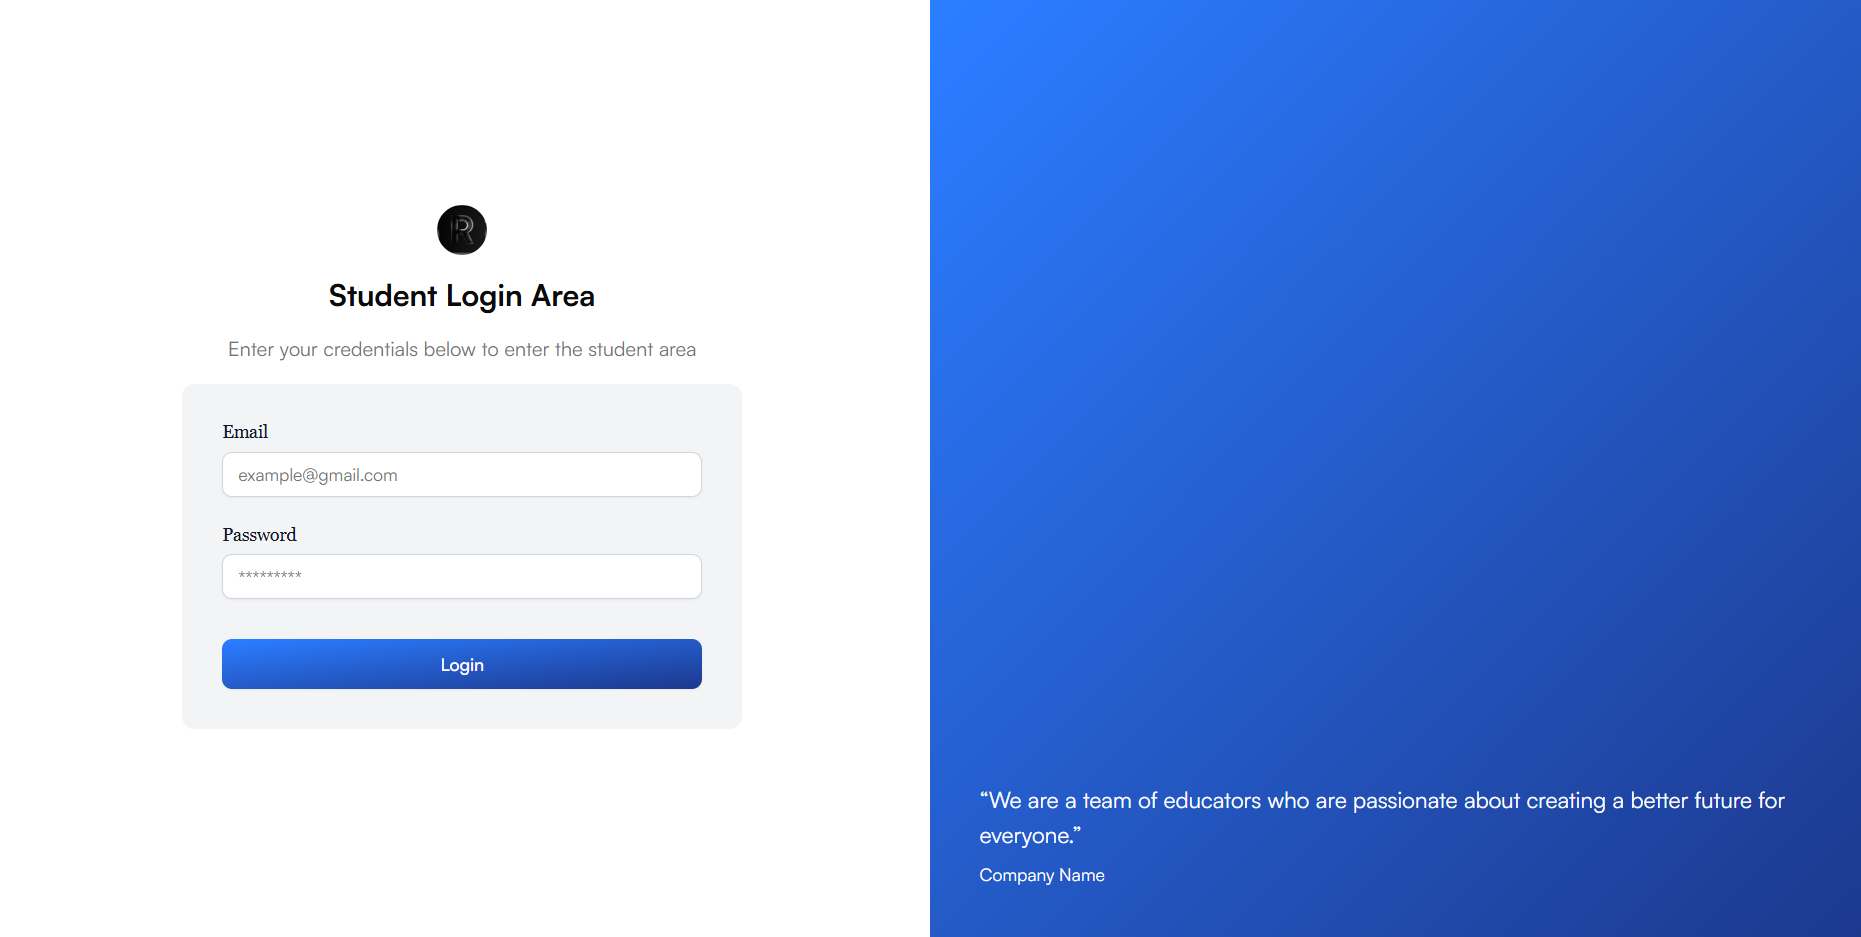 R
Student Login Area
Enter your credentials below to enter the student area
Email
example@gmail.com
Password
*********
Login
“We are a team of educators who are passionate about creating a better future for
everyone.”
Company Name